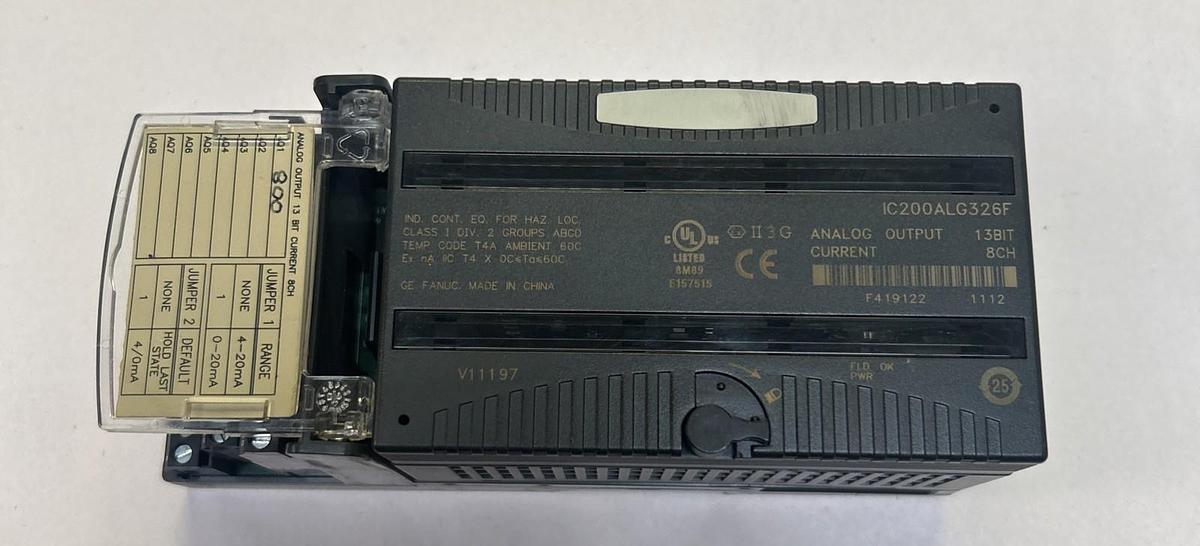 ANALOG OUTPUT 13 BIT CURRENT 8CH
AQ1 800
AQ2
AQ3
AQ4
AQ5
AQ6
AQ7
AQ8
JUMPER 1 RANGE
NONE 4-20mA
1 0-20mA
JUMPER 2 DEFAULT
NONE HOLD LAST
STATE
1 4/0mA
IND. CONT. EQ. FOR HAZ. LOC.
CLASS I DIV. 2 GROUPS ABCD
TEMP CODE T4A AMBIENT 60C
Ex nA IIC T4 X 0C≤Ta≤60C
GE FANUC. MADE IN CHINA
C UL US
LISTED
8M89
E157515
Ex II 3 G
CE
IC200ALG326F
ANALOG OUTPUT 13BIT
CURRENT 8CH
F419122 1112
V11197
FLD OK
PWR
25